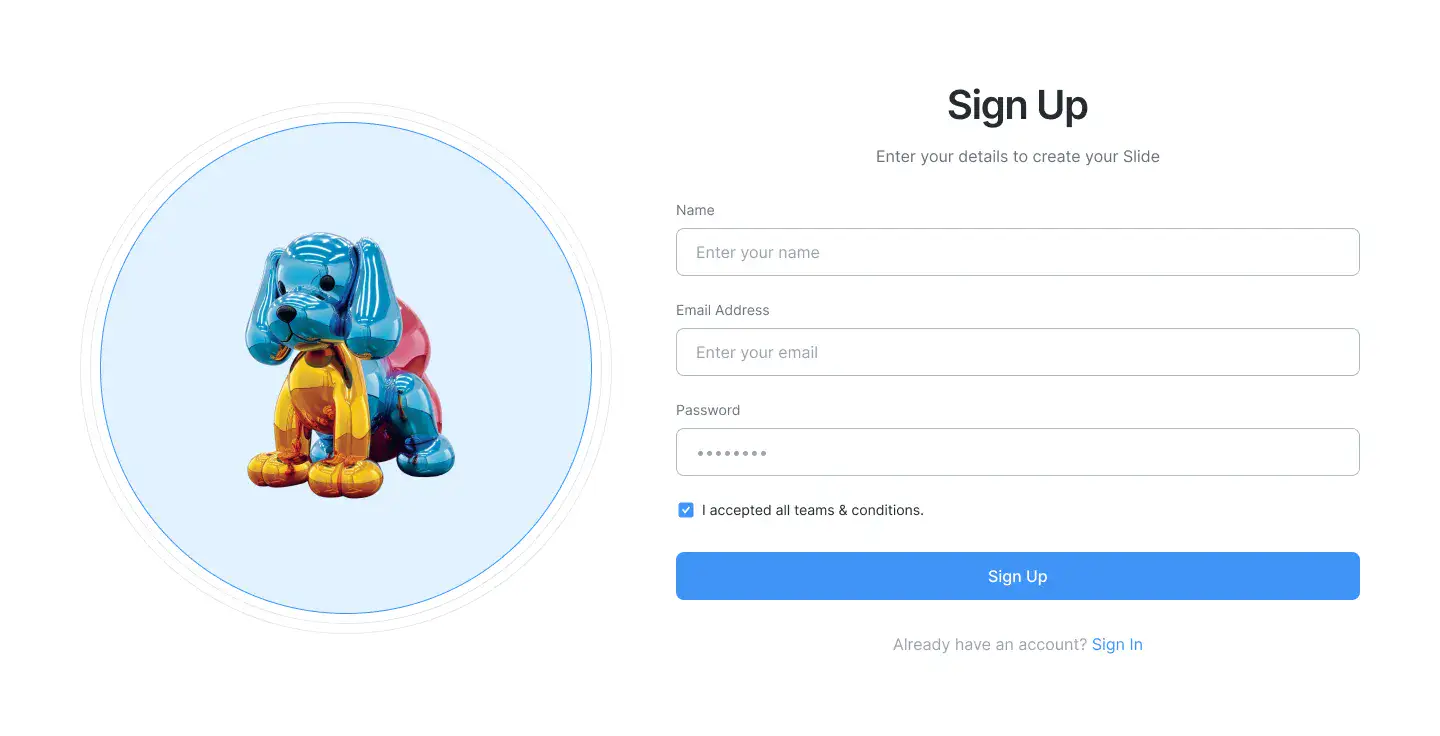 Sign Up
Enter your details to create your Slide
Name
Enter your name
Email Address
Enter your email
Password
••••••••
I accepted all teams & conditions.
Sign Up
Already have an account? Sign In